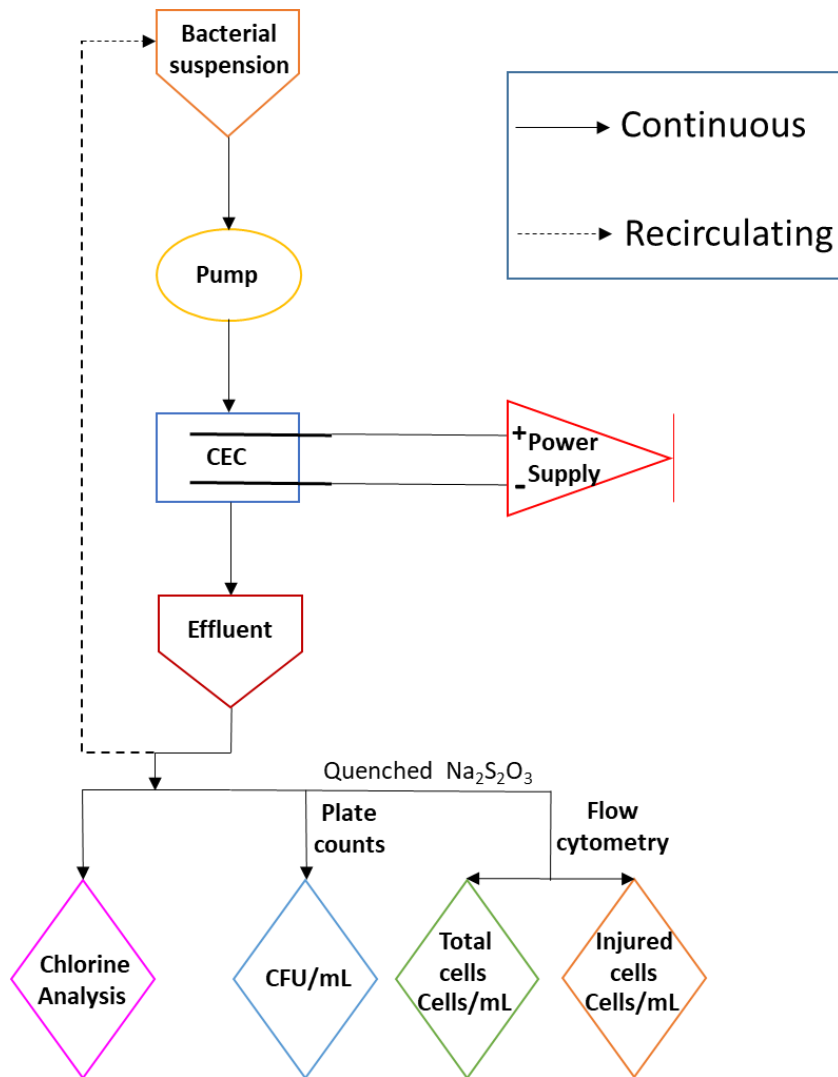 Bacterial
suspension
Continuous
Recirculating
Pump
CEC
+
Power
Supply
-
Effluent
Quenched Na₂S₂O₃
Plate
counts
Flow
cytometry
Chlorine
Analysis
CFU/mL
Total
cells
Cells/mL
Injured
cells
Cells/mL